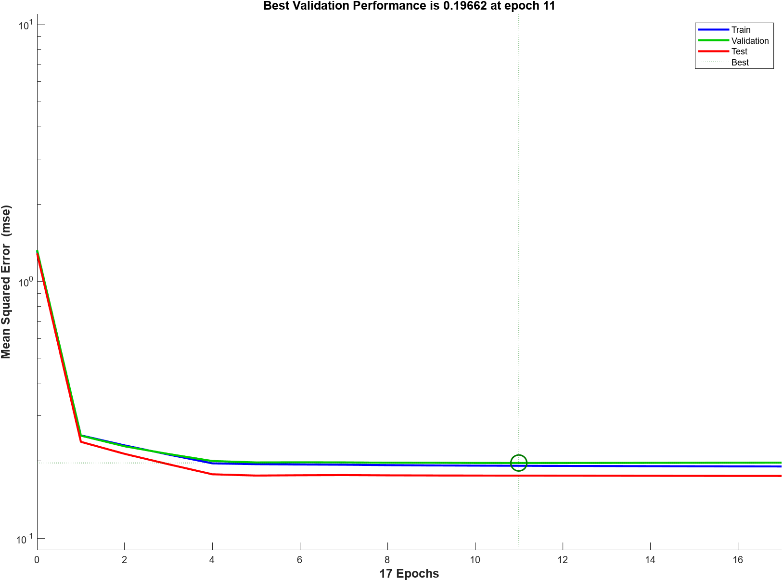 Best Validation Performance is 0.19662 at epoch 11
10¹
Train
Validation
Test
Best
Mean Squared Error (mse)
10⁰
10⁻¹
0 2 4 6 8 10 12 14 16
17 Epochs